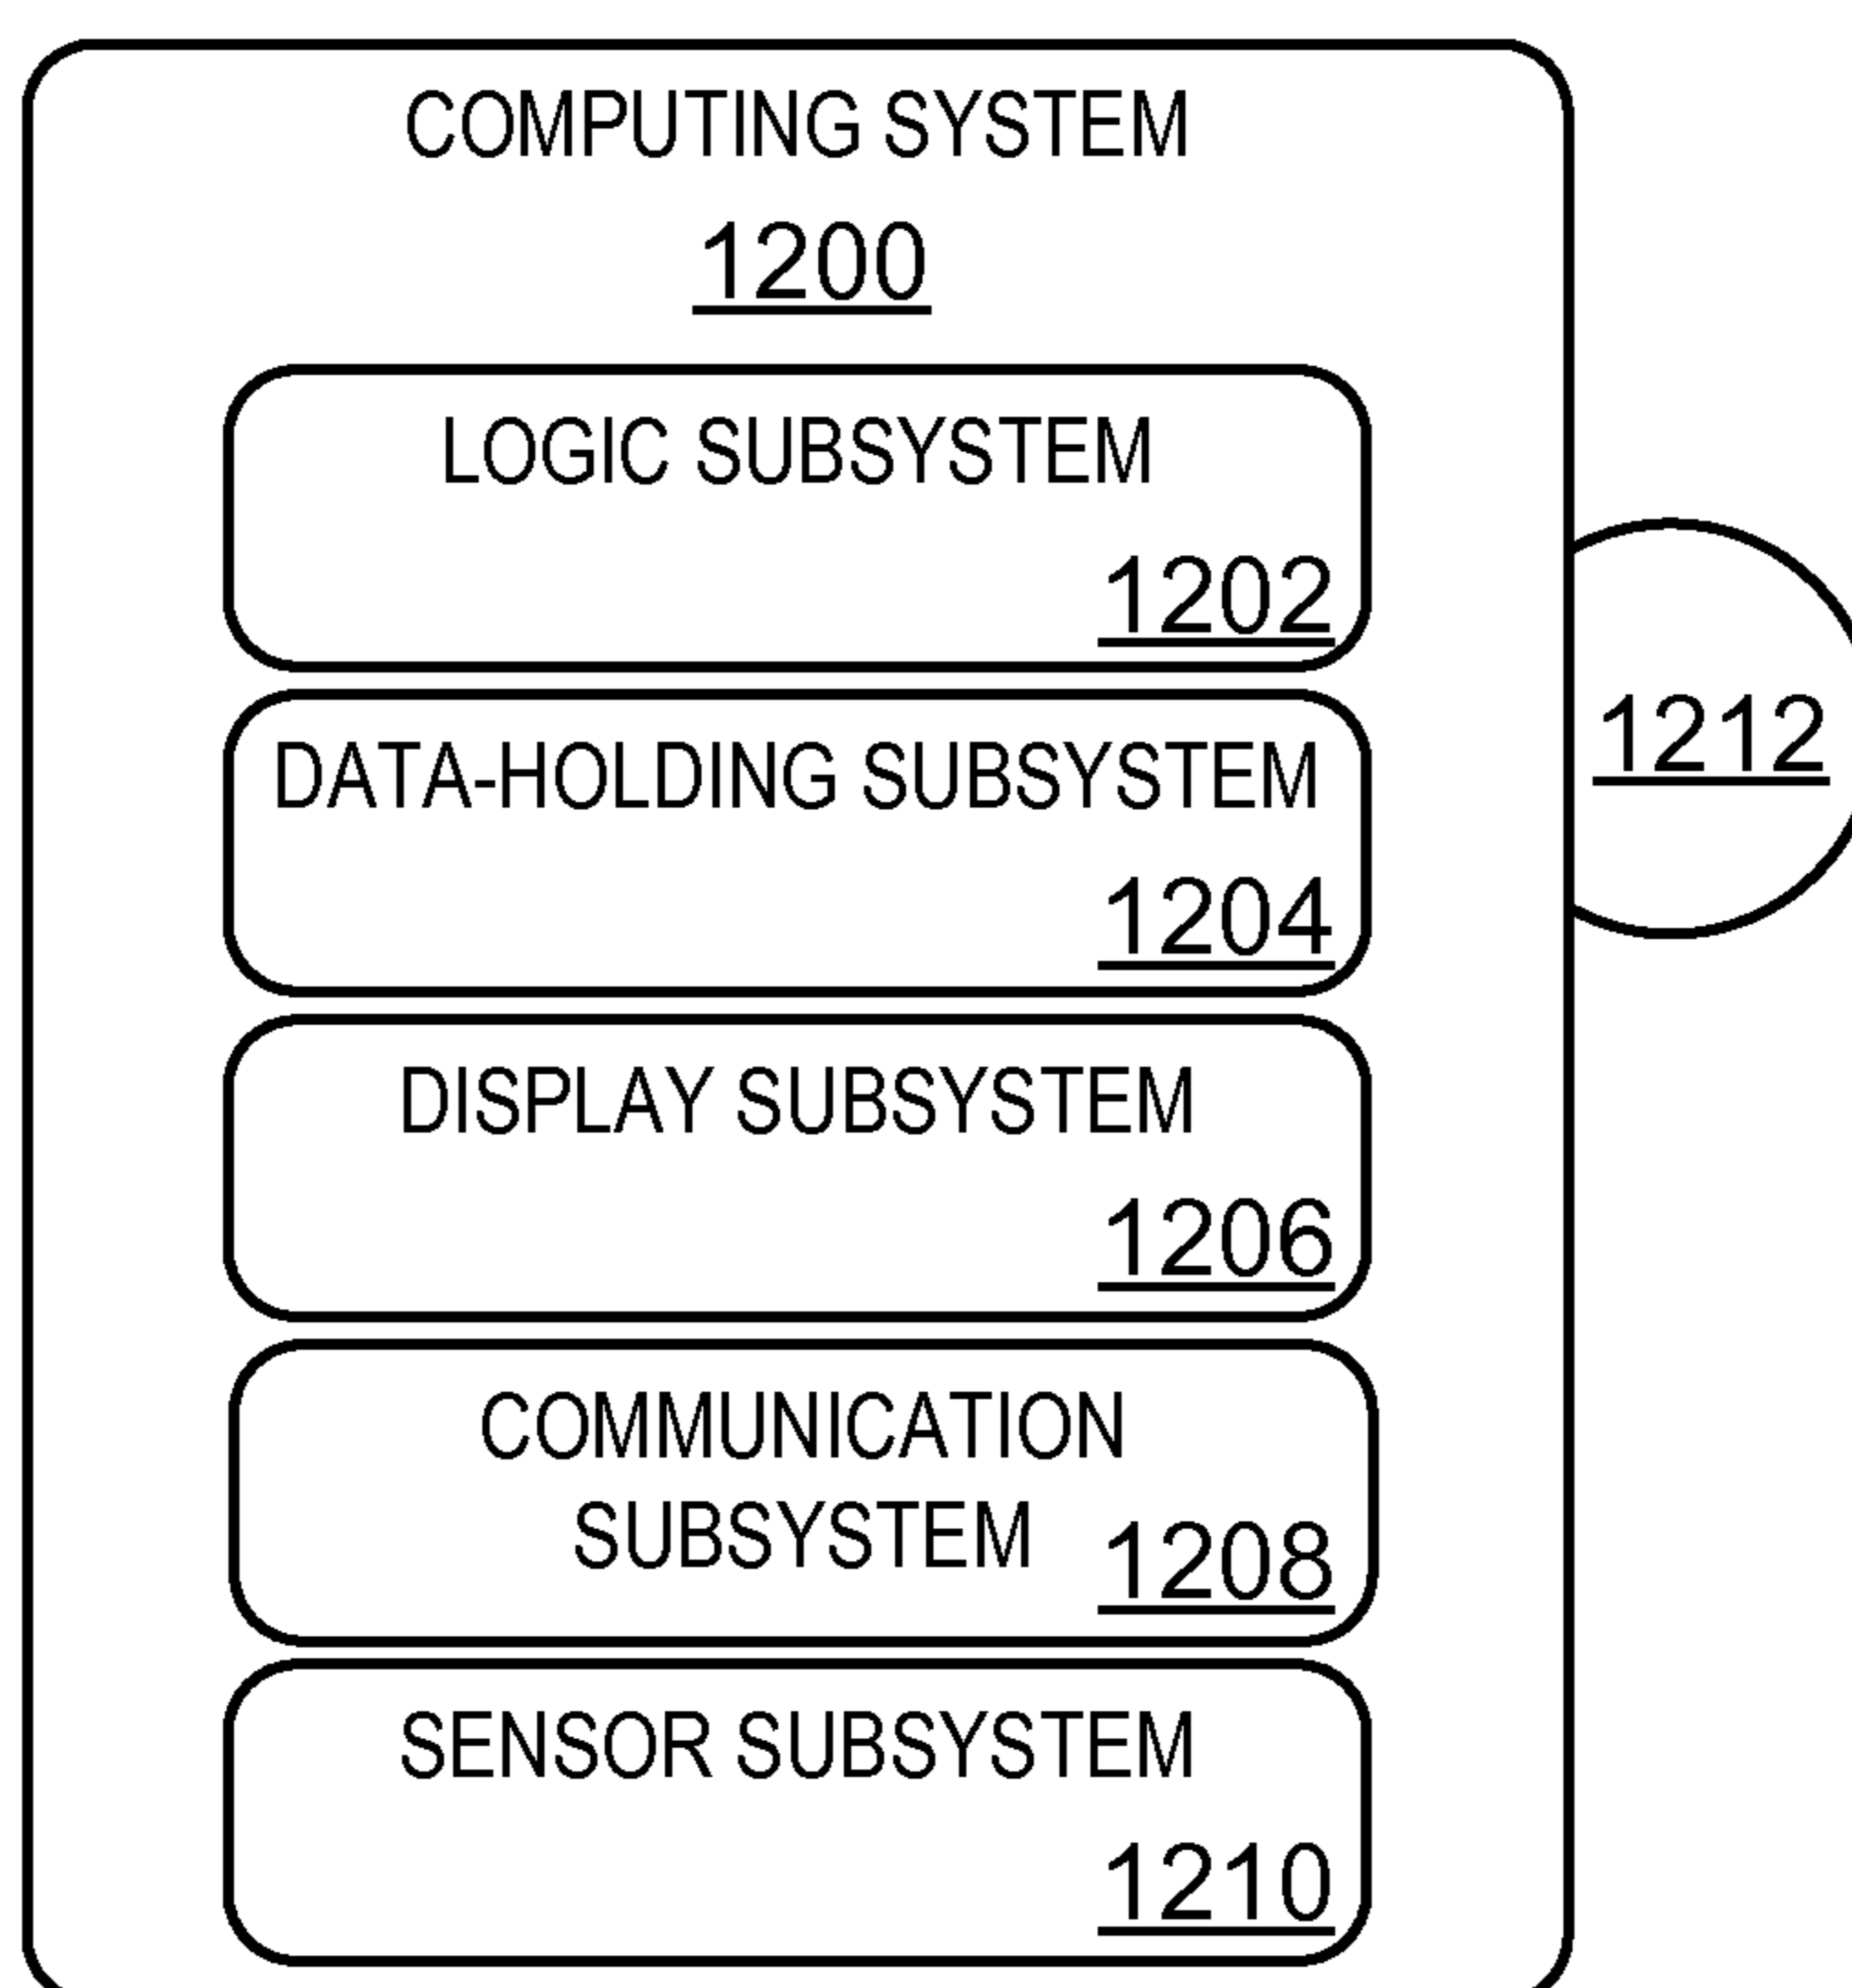 COMPUTING SYSTEM
1200
LOGIC SUBSYSTEM
1202
DATA-HOLDING SUBSYSTEM
1204
DISPLAY SUBSYSTEM
1206
COMMUNICATION
SUBSYSTEM 1208
SENSOR SUBSYSTEM
1210
1212